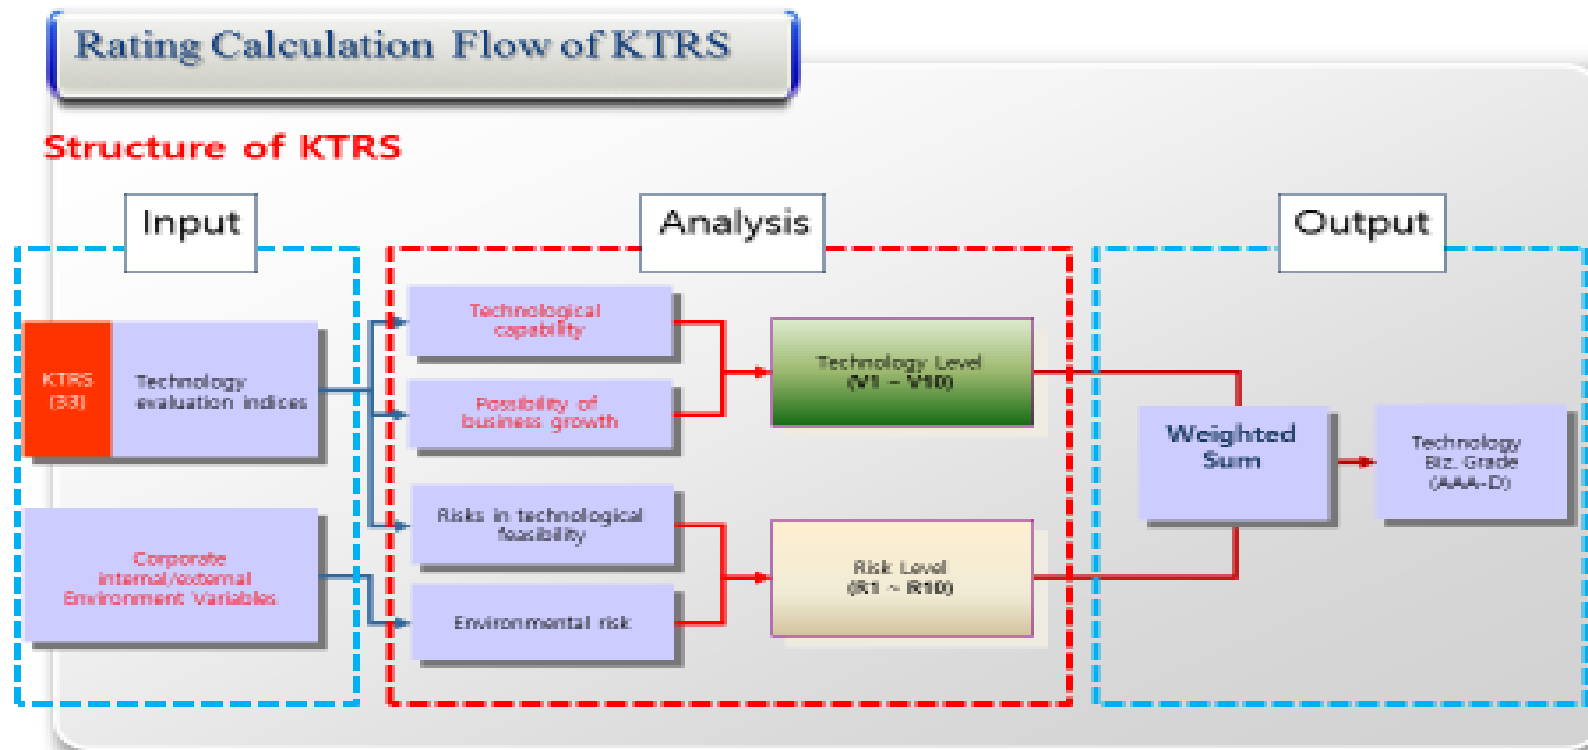 Rating Calculation Flow of KTRS
Structure of KTRS
Input
Analysis
Output
KTRS
(33)
Technology
evaluation indices
Corporate
internal/external
Environment Variables
Technological
capability
Possibility of
business growth
Risks in technological
feasibility
Environmental risk
Technology Level
(V1 ~ V10)
Risk Level
(R1 ~ R10)
Weighted
Sum
Technology
Biz. Grade
(AAA-D)